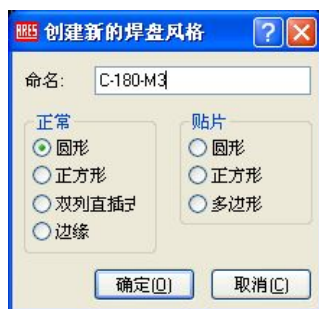 ARES 创建新的焊盘风格
命名: C-180-M3
正常
圆形
正方形
双列直插式
边缘
贴片
圆形
正方形
多边形
确定(O) 取消(C)